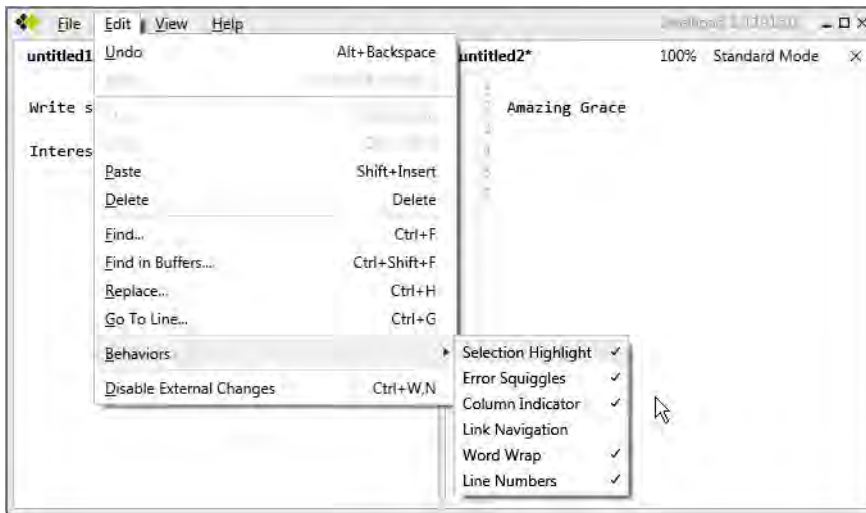 File Edit View Help
untitled1
Undo Alt+Backspace
untitled2* 100% Standard Mode
Write s
Amazing Grace
Interes
Paste Shift+Insert
Delete Delete
Find... Ctrl+F
Find in Buffers... Ctrl+Shift+F
Replace... Ctrl+H
Go To Line... Ctrl+G
Behaviors
Selection Highlight ✓
Disable External Changes Ctrl+W,N
Error Squiggles ✓
Column Indicator ✓
Link Navigation
Word Wrap ✓
Line Numbers ✓